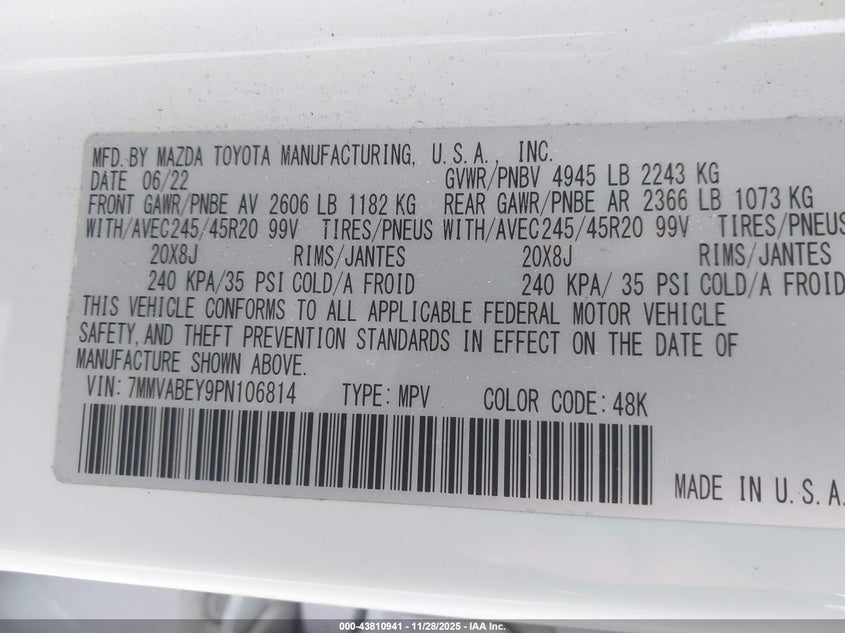 MFD. BY MAZDA TOYOTA MANUFACTURING, U.S.A., INC.
DATE 06/22 GVWR/PNBV 4945 LB 2243 KG
FRONT GAWR/PNBE AV 2606 LB 1182 KG REAR GAWR/PNBE AR 2366 LB 1073 KG
WITH/AVEC 245/45R20 99V TIRES/PNEUS WITH/AVEC 245/45R20 99V TIRES/PNEUS
20X8J RIMS/JANTES 20X8J RIMS/JANTES
240 KPA/35 PSI COLD/A FROID 240 KPA/ 35 PSI COLD/A FROID
THIS VEHICLE CONFORMS TO ALL APPLICABLE FEDERAL MOTOR VEHICLE
SAFETY, AND THEFT PREVENTION STANDARDS IN EFFECT ON THE DATE OF
MANUFACTURE SHOWN ABOVE.
VIN: 7MMVABEY9PN106814 TYPE: MPV COLOR CODE: 48K
MADE IN U.S.A.
000-43810941 - 11/28/2025 - IAA Inc.